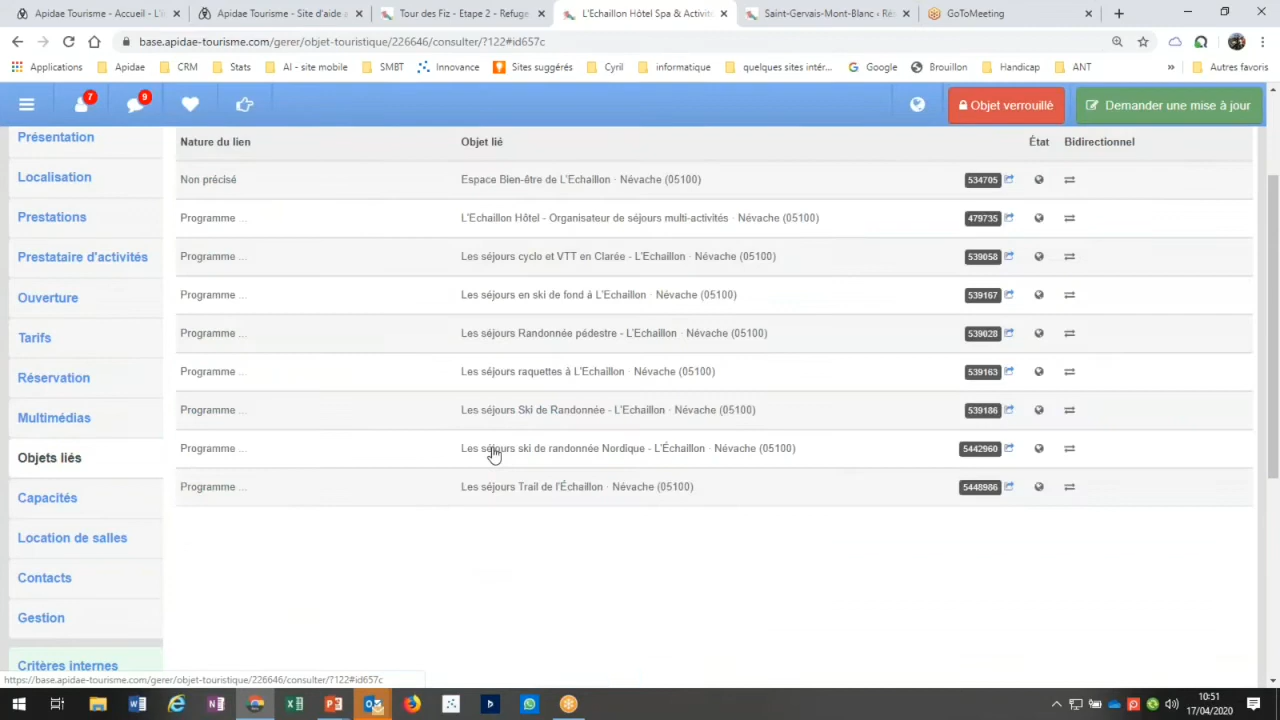 Apidae Tourisme - Accueil - L'i
Apidae Tourisme - Site d'aide e
Tour des Fiz - Etape 2 - Refuge
L'Echaillon Hôtel Spa & Activité
Saint-Gervais-Mont-Blanc « Rés
GoToMeeting
base.apidae-tourisme.com/gerer/objet-touristique/226646/consulter/?122#id657c
Applications
Apidae
CRM
Stats
AI - site mobile
SMBT
Innovance
Sites suggérés
Cyril
informatique
quelques sites intér...
Google
Brouillon
Handicap
ANT
»
Autres favoris
7
9
Objet verrouillé
Demander une mise à jour
Présentation
Localisation
Prestations
Prestataire d'activités
Ouverture
Tarifs
Réservation
Multimédias
Objets liés
Capacités
Location de salles
Contacts
Gestion
Critères internes
Nature du lien Objet lié État Bidirectionnel
Non précisé Espace Bien-être de L'Echaillon · Névache (05100) 534705
Programme ... L'Echaillon Hôtel - Organisateur de séjours multi-activités · Névache (05100) 479735
Programme ... Les séjours cyclo et VTT en Clarée - L'Echaillon · Névache (05100) 539058
Programme ... Les séjours en ski de fond à L'Echaillon · Névache (05100) 539167
Programme ... Les séjours Randonnée pédestre - L'Echaillon · Névache (05100) 539028
Programme ... Les séjours raquettes à L'Echaillon · Névache (05100) 539163
Programme ... Les séjours Ski de Randonnée - L'Echaillon · Névache (05100) 539186
Programme ... Les séjours ski de randonnée Nordique - L'Échaillon · Névache (05100) 5442960
Programme ... Les séjours Trail de l'Échaillon · Névache (05100) 5448986
https://base.apidae-tourisme.com/gerer/objet-touristique/226646/consulter/?122#id657c
10:51
17/04/2020